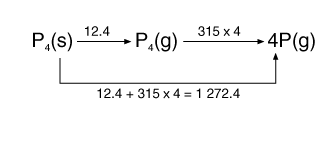 12.4 315 x 4
P₄(s) P₄(g) 4P(g)
12.4 + 315 x 4 = 1 272.4